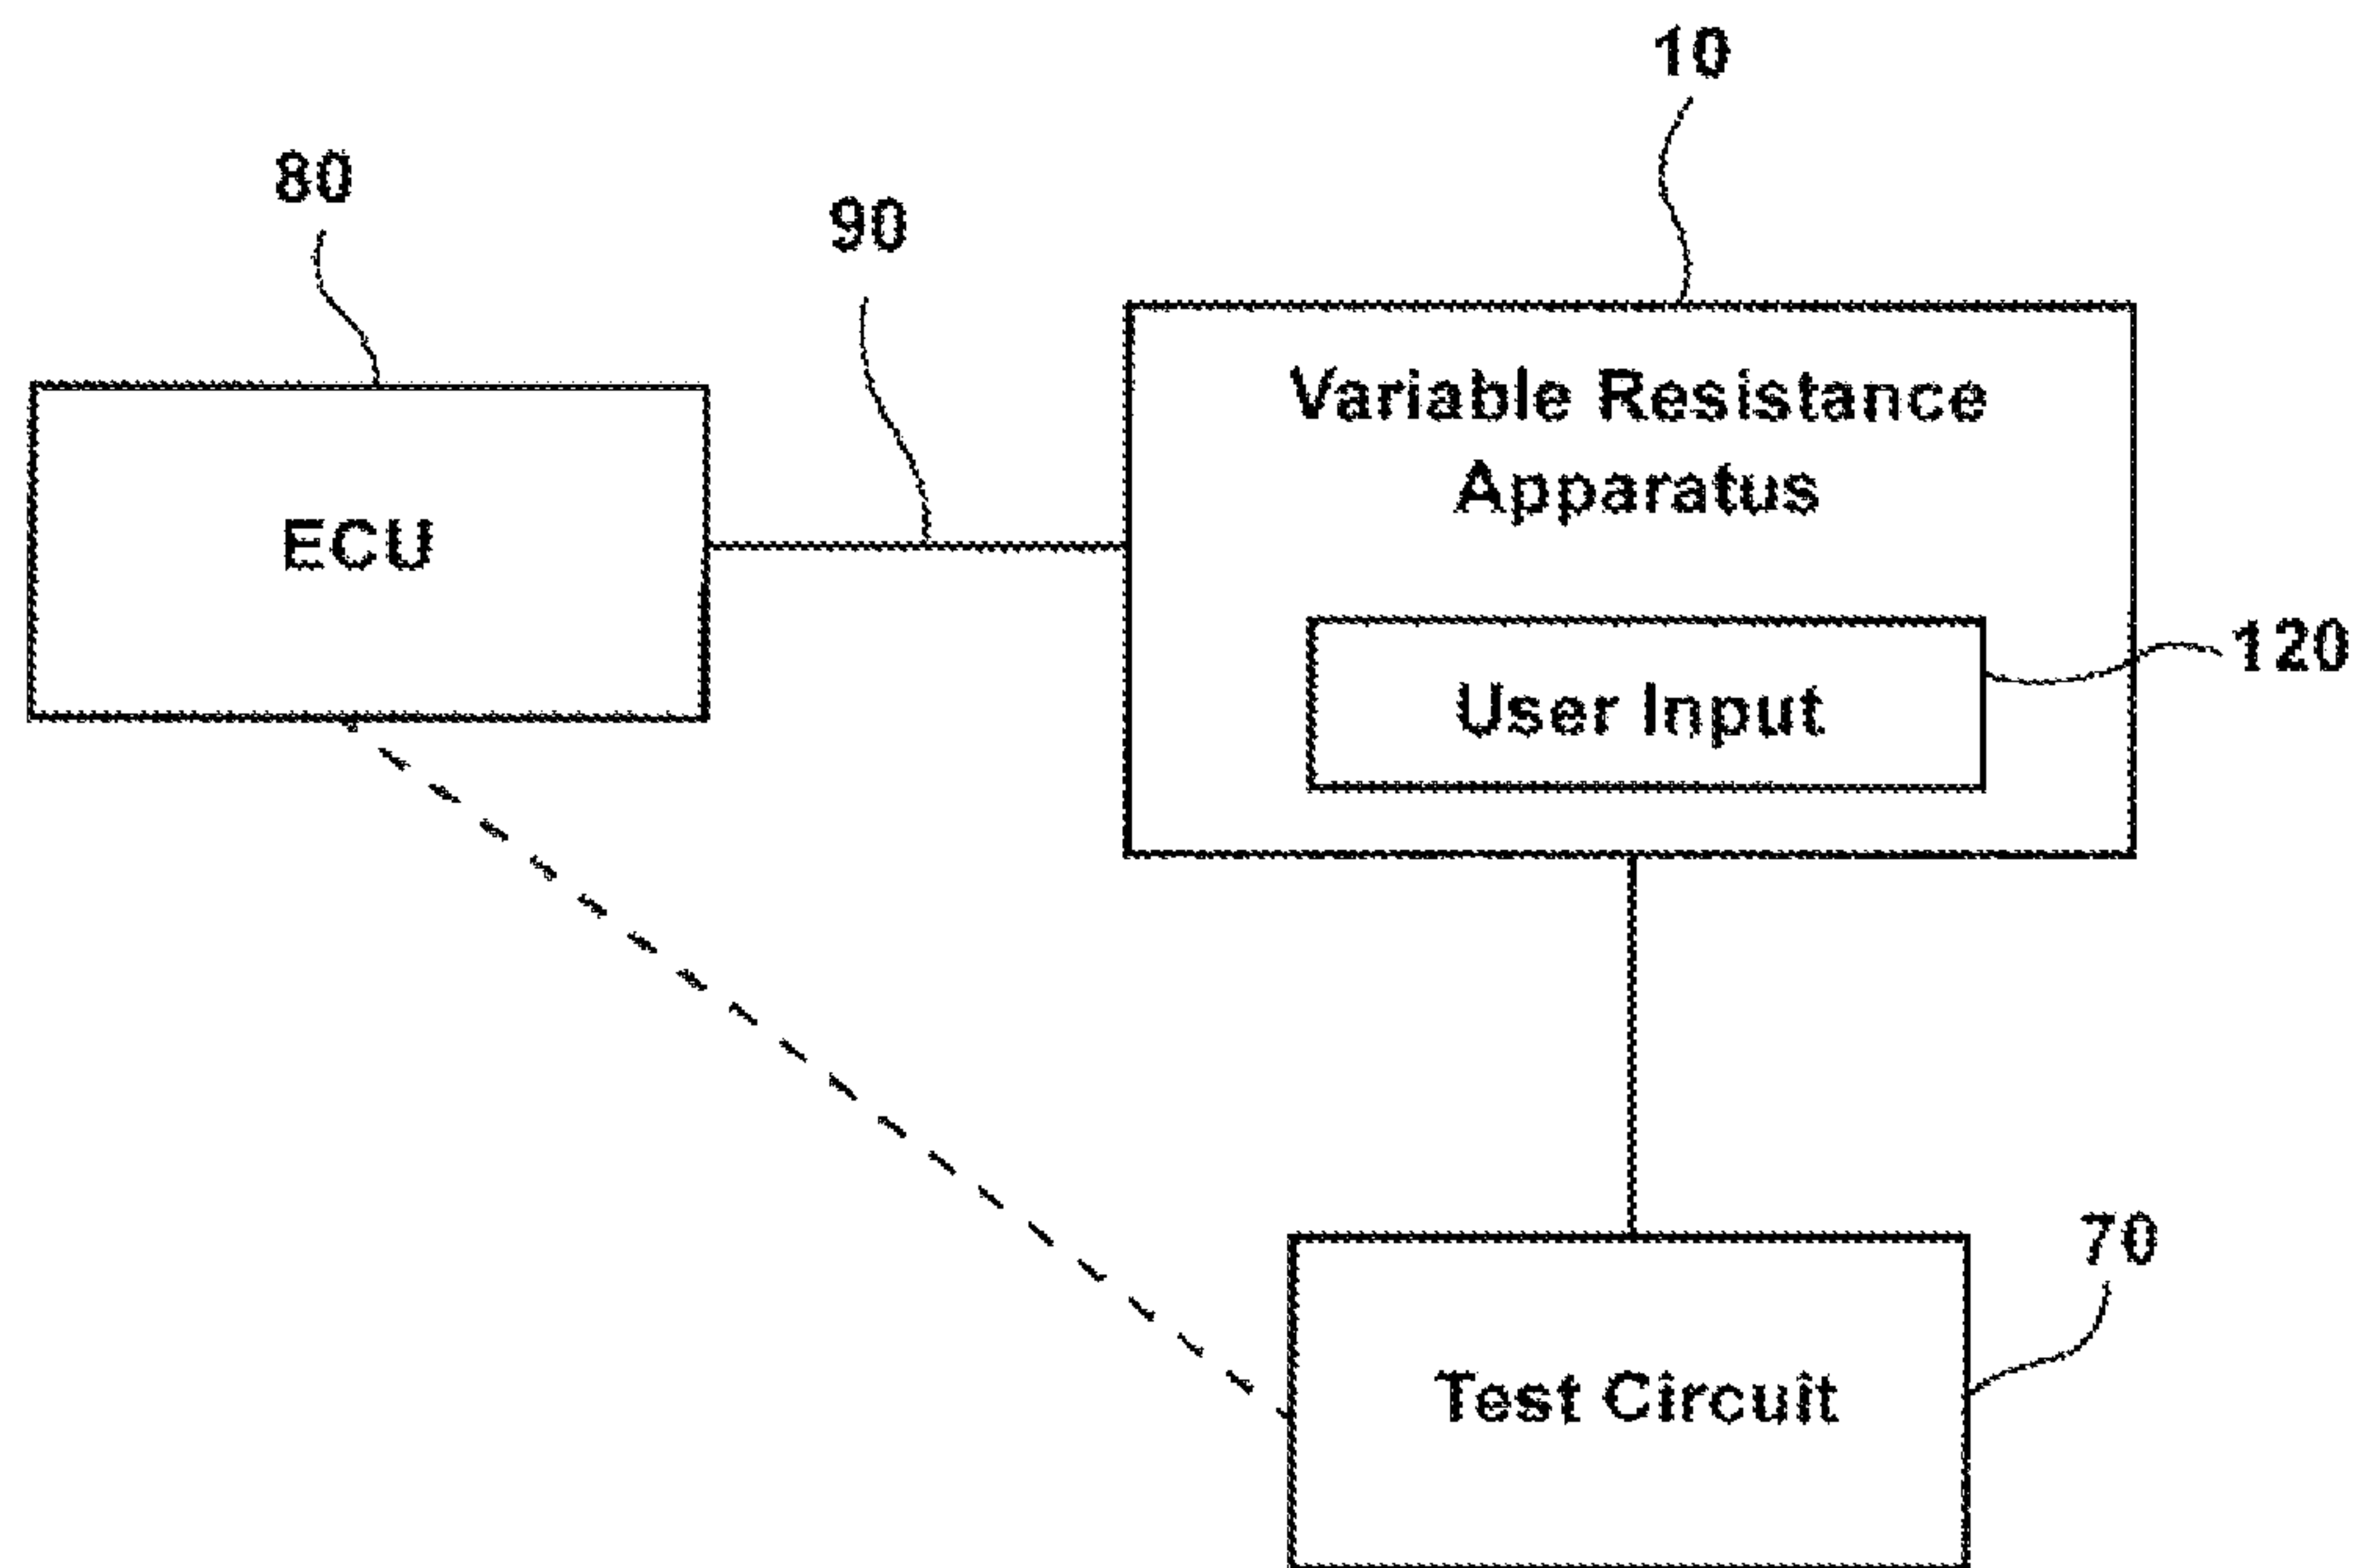 10
80
90
Variable Resistance
Apparatus
ECU
120
User Input
70
Test Circuit